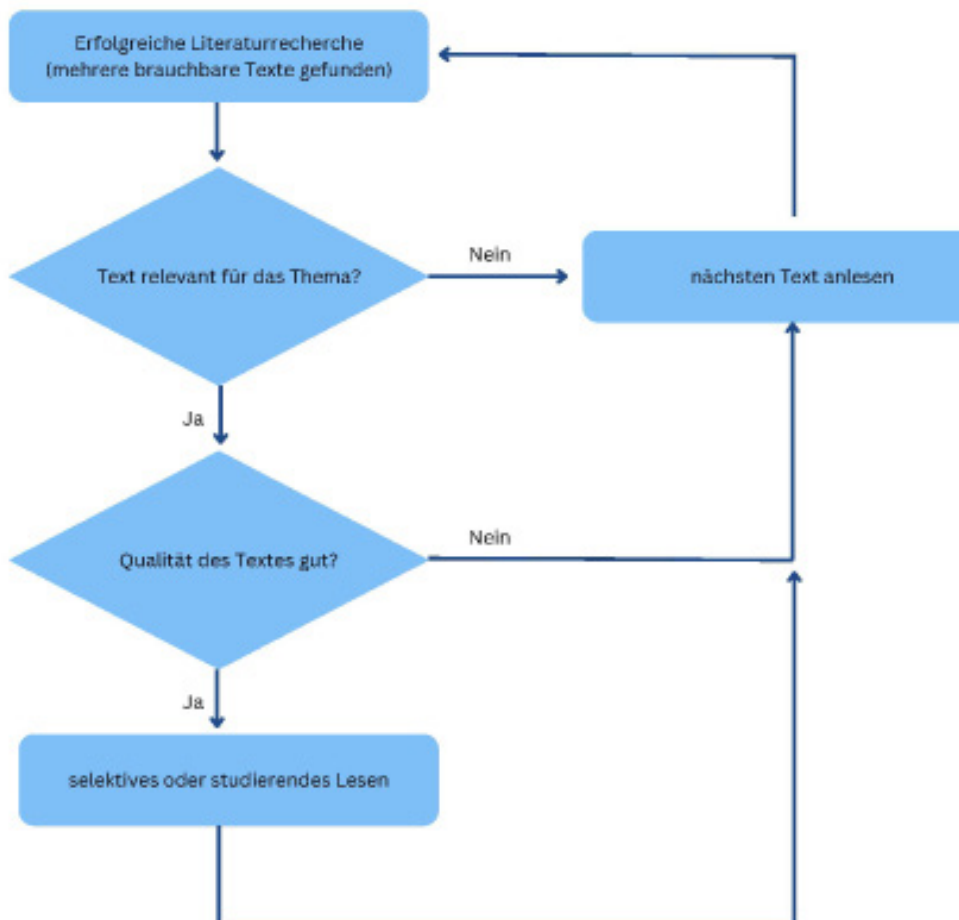 Erfolgreiche Literaturrecherche
(mehrere brauchbare Texte gefunden)
Text relevant für das Thema?
Nein
nächsten Text anlesen
Ja
Qualität des Textes gut?
Nein
Ja
selektives oder studierendes Lesen